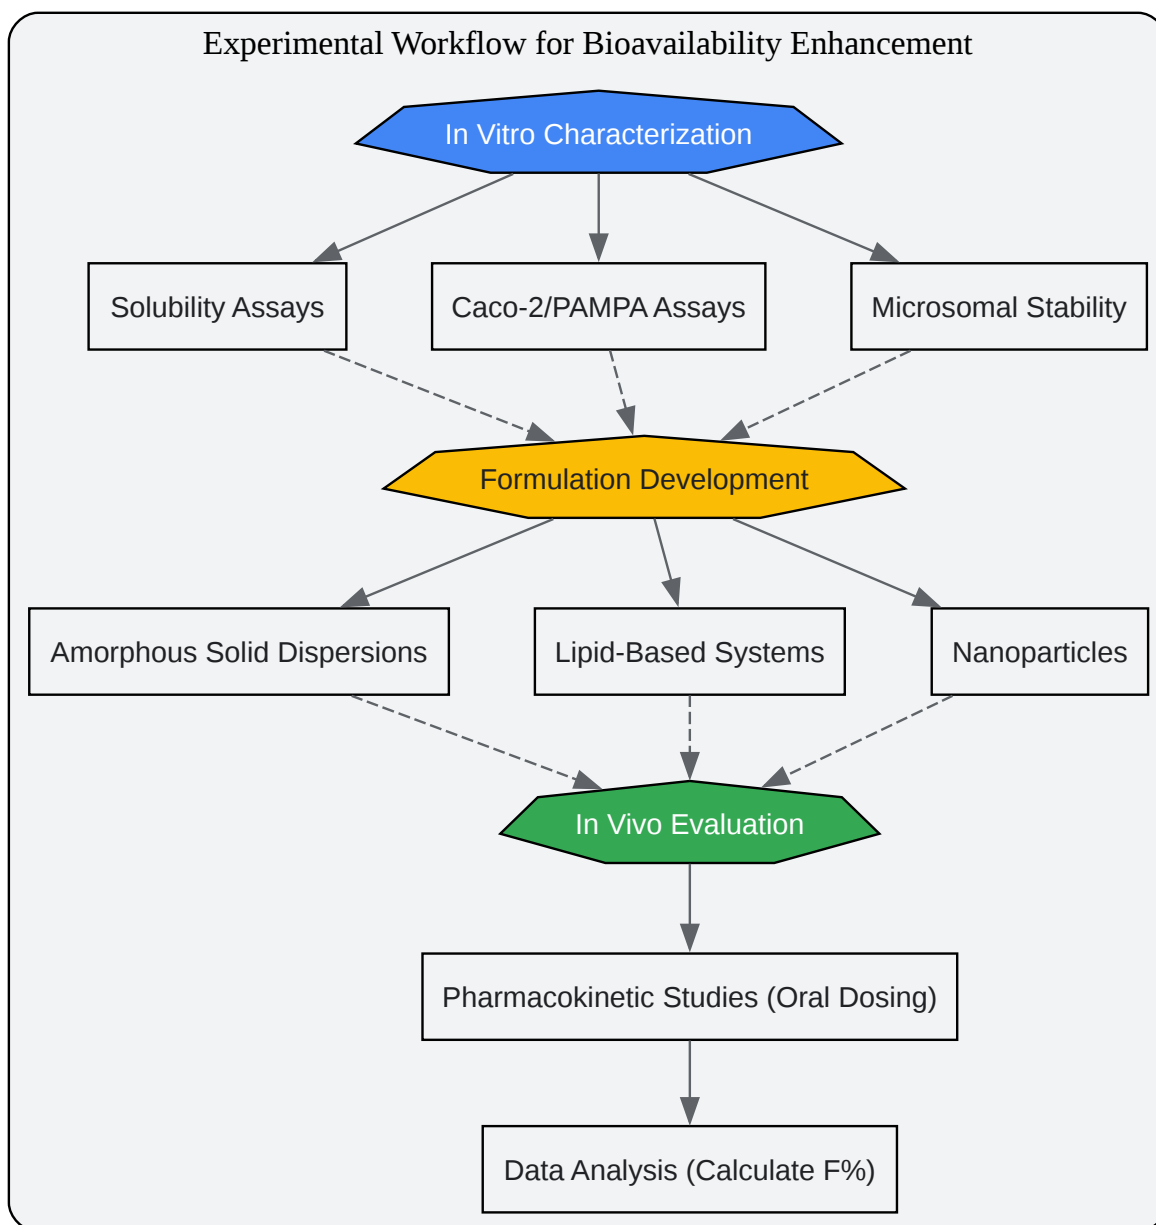 Experimental Workflow for Bioavailability Enhancement
In Vitro Characterization
Solubility Assays
Caco-2/PAMPA Assays
Microsomal Stability
Formulation Development
Amorphous Solid Dispersions
Lipid-Based Systems
Nanoparticles
In Vivo Evaluation
Pharmacokinetic Studies (Oral Dosing)
Data Analysis (Calculate F%)